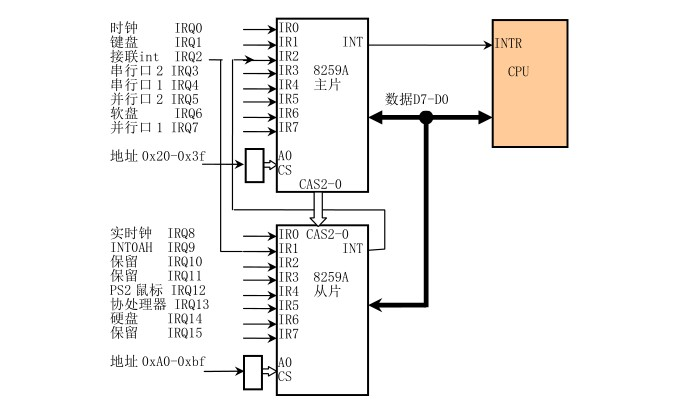 时钟 IRQ0
键盘 IRQ1
接联int IRQ2
串行口 2 IRQ3
串行口 1 IRQ4
并行口 2 IRQ5
软盘 IRQ6
并行口 1 IRQ7
地址 0x20-0x3f
IR0
IR1
IR2
IR3
IR4
IR5
IR6
IR7
A0
CS
INT
8259A
主片
CAS2-0
INTR
CPU
数据D7-D0
实时钟 IRQ8
INT0AH IRQ9
保留 IRQ10
保留 IRQ11
PS2 鼠标 IRQ12
协处理器 IRQ13
硬盘 IRQ14
保留 IRQ15
地址 0xA0-0xbf
IR0 CAS2-0
IR1
IR2
IR3
IR4
IR5
IR6
IR7
A0
CS
INT
8259A
从片